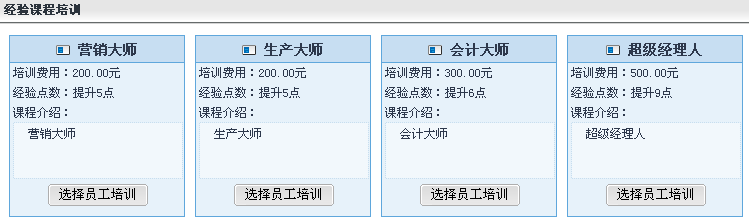 经验课程培训
营销大师
培训费用：200.00元
经验点数：提升5点
课程介绍：
营销大师
选择员工培训
生产大师
培训费用：200.00元
经验点数：提升5点
课程介绍：
生产大师
选择员工培训
会计大师
培训费用：300.00元
经验点数：提升6点
课程介绍：
会计大师
选择员工培训
超级经理人
培训费用：500.00元
经验点数：提升9点
课程介绍：
超级经理人
选择员工培训